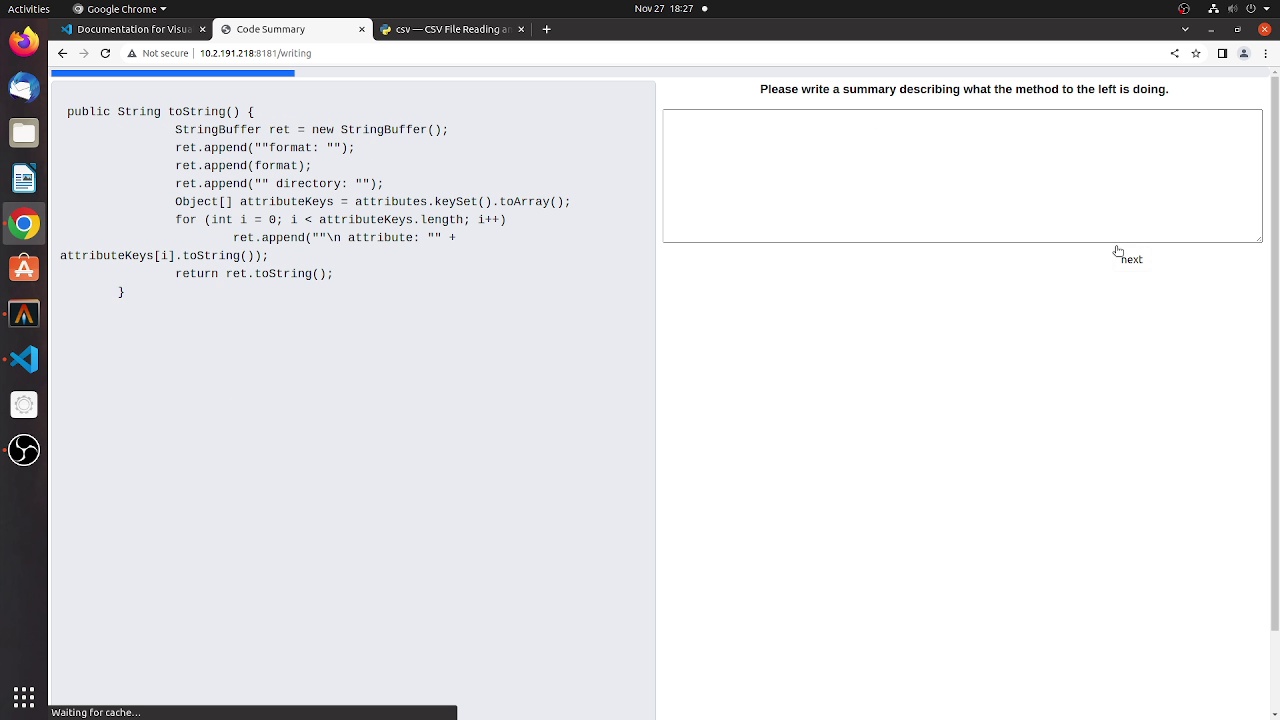 Activities
Google Chrome
Nov 27 18:27
Documentation for Visua
Code Summary
csv — CSV File Reading an
Not secure
10.2.191.218:8181/writing
public String toString() {
StringBuffer ret = new StringBuffer();
ret.append(""format: "");
ret.append(format);
ret.append("" directory: "");
Object[] attributeKeys = attributes.keySet().toArray();
for (int i = 0; i < attributeKeys.length; i++)
ret.append(""\n attribute: "" +
attributeKeys[i].toString());
return ret.toString();
}
Please write a summary describing what the method to the left is doing.
next
Waiting for cache...